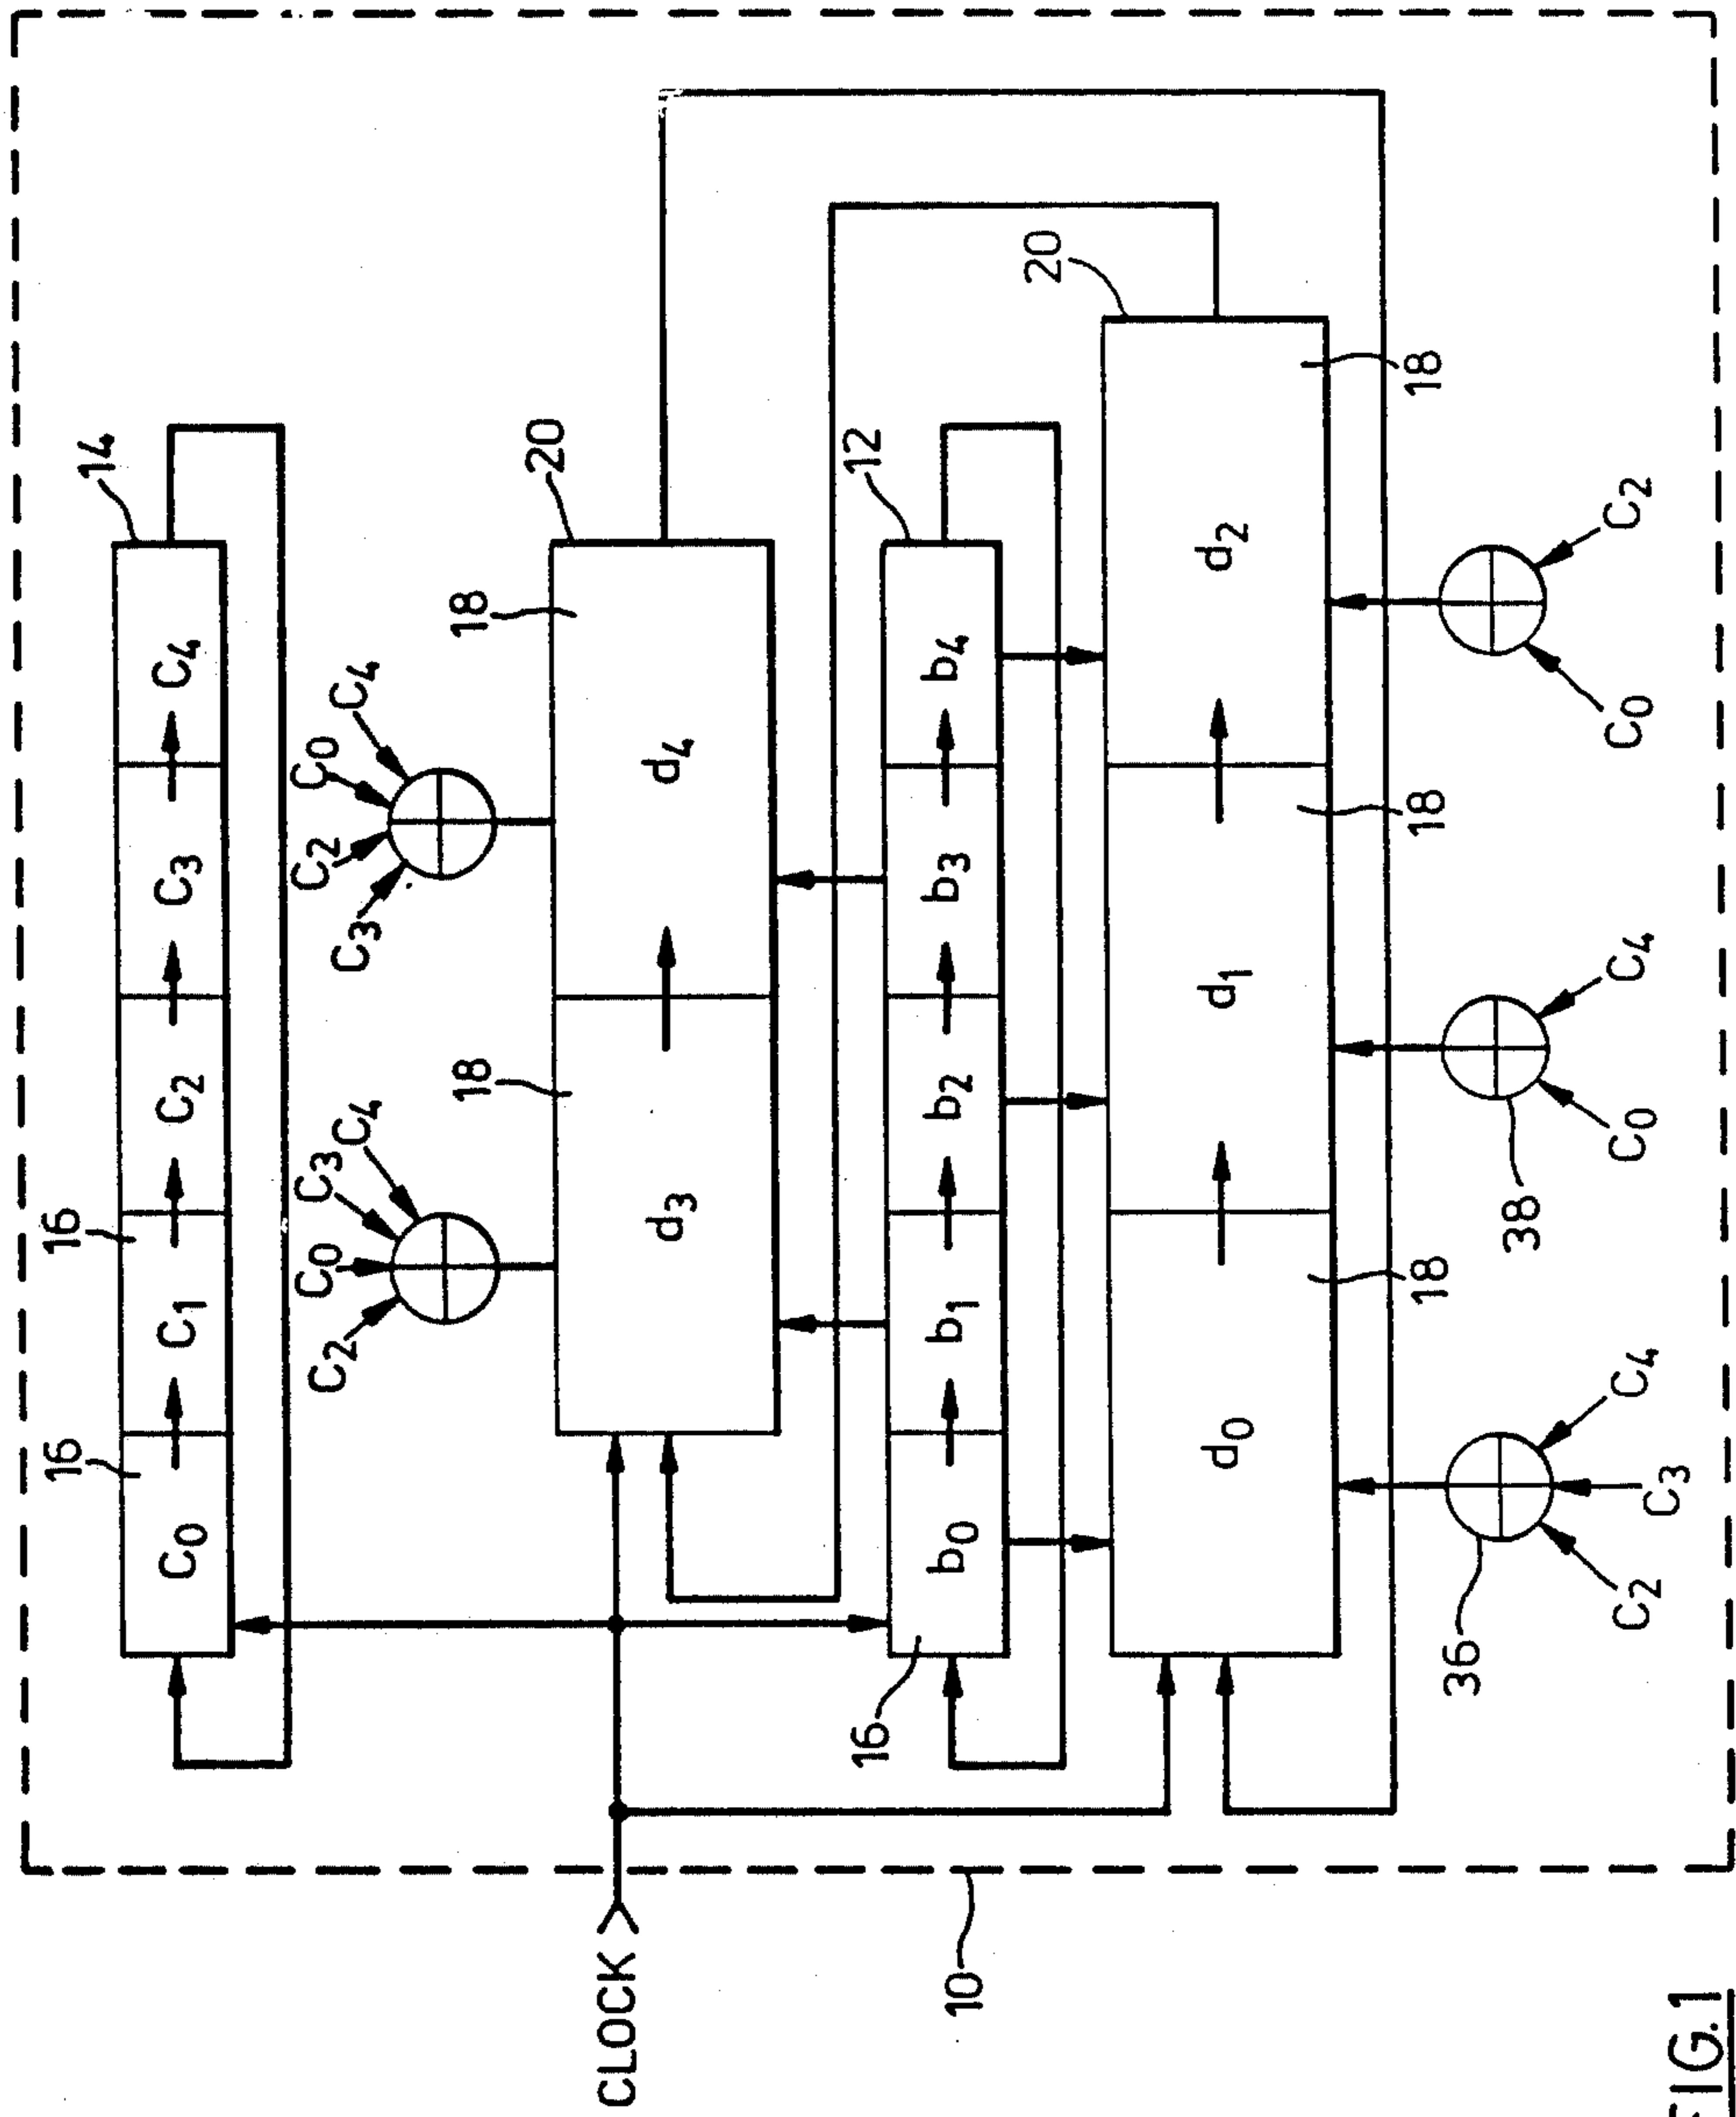 14
16
16
C0 C1 C2 C3 C4
C2 C0 C3 C4
C3 C2 C0 C4
18
18
20
d3 d4
CLOCK
12
b0 b1 b2 b3 b4
16
20
d0 d1 d2
18
18
18
36
C2 C3 C4
38
C0 C4
C0 C2
10
FIG.1